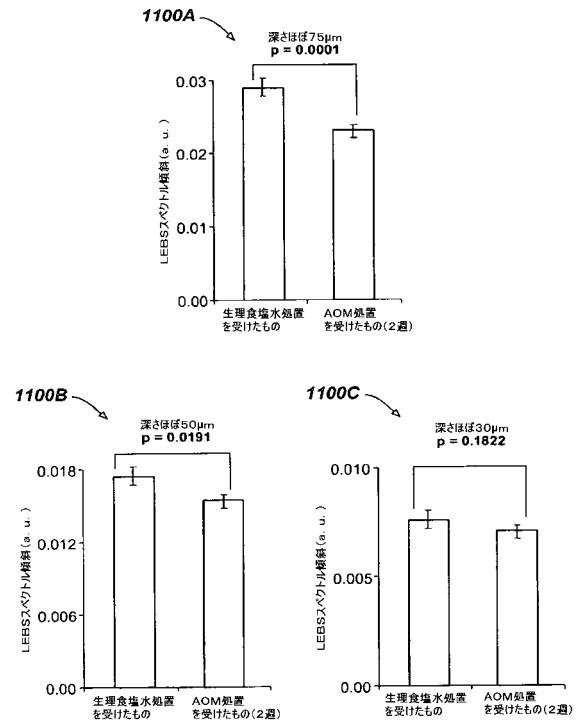 1100A
深さほぼ75μm
p = 0.0001
LEBSスペクトル傾斜(a. u.)
0.03
0.02
0.01
0.00
生理食塩水処置
を受けたもの
AOM処置
を受けたもの(2週)
1100B
深さほぼ50μm
p = 0.0191
LEBSスペクトル傾斜(a. u.)
0.018
0.012
0.006
0.00
生理食塩水処置
を受けたもの
AOM処置
を受けたもの(2週)
1100C
深さほぼ30μm
p = 0.1822
LEBSスペクトル傾斜(a. u.)
0.010
0.005
0.000
生理食塩水処置
を受けたもの
AOM処置
を受けたもの(2週)